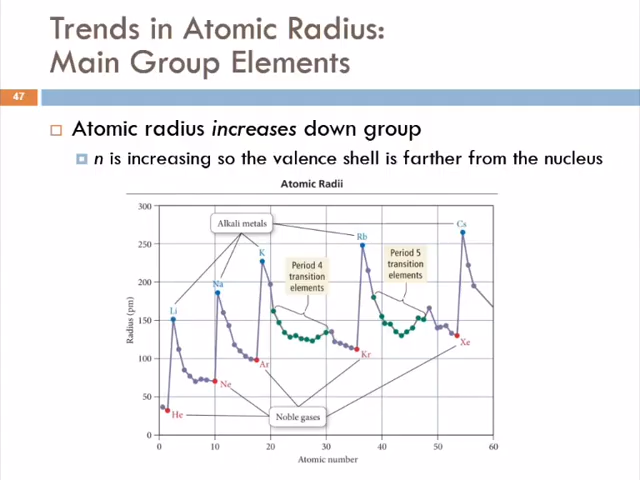 Trends in Atomic Radius:
Main Group Elements
47
Atomic radius increases down group
n is increasing so the valence shell is farther from the nucleus
Atomic Radii
300
250
200
150
100
50
0
Radius (pm)
Alkali metals
Li
Na
K
Rb
Cs
Period 4
transition
elements
Period 5
transition
elements
He
Ne
Ar
Kr
Xe
Noble gases
0
10
20
30
40
50
60
Atomic number